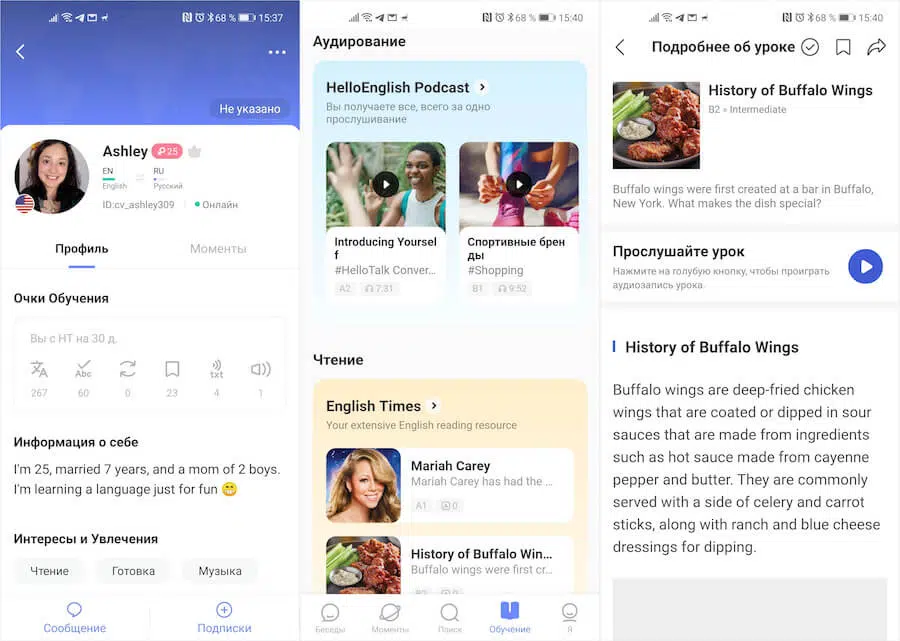 68 % 15:37
Не указано
Ashley 25
EN RU
English Русский
ID:cv_ashley309 Онлайн
Профиль Моменты
Очки Обучения
Вы с HT на 30 д.
Abc txt
267 60 0 23 4 1
Информация о себе
I'm 25, married 7 years, and a mom of 2 boys.
I'm learning a language just for fun 😁
Интересы и Увлечения
Чтение Готовка Музыка
Сообщение Подписки
68 % 15:40
Аудирование
HelloEnglish Podcast
Вы получаете все, всего за одно
прослушивание
Introducing Yoursel
f
#HelloTalk Conver...
A2 7:31
Спортивные брен
ды
#Shopping
B1 9:52
Чтение
English Times
Your extensive English reading resource
Mariah Carey
Mariah Carey has had the ...
A1 0
History of Buffalo Win...
Buffalo wings were first cr...
B2 0
Беседы Моменты Поиск Обучение Я
68 % 15:40
Подробнее об уроке
History of Buffalo Wings
B2 Intermediate
Buffalo wings were first created at a bar in Buffalo,
New York. What makes the dish special?
Прослушайте урок
Нажмите на голубую кнопку, чтобы проиграть
аудиозапись урока.
History of Buffalo Wings
Buffalo wings are deep-fried chicken
wings that are coated or dipped in sour
sauces that are made from ingredients
such as hot sauce made from cayenne
pepper and butter. They are commonly
served with a side of celery and carrot
sticks, along with ranch and blue cheese
dressings for dipping.